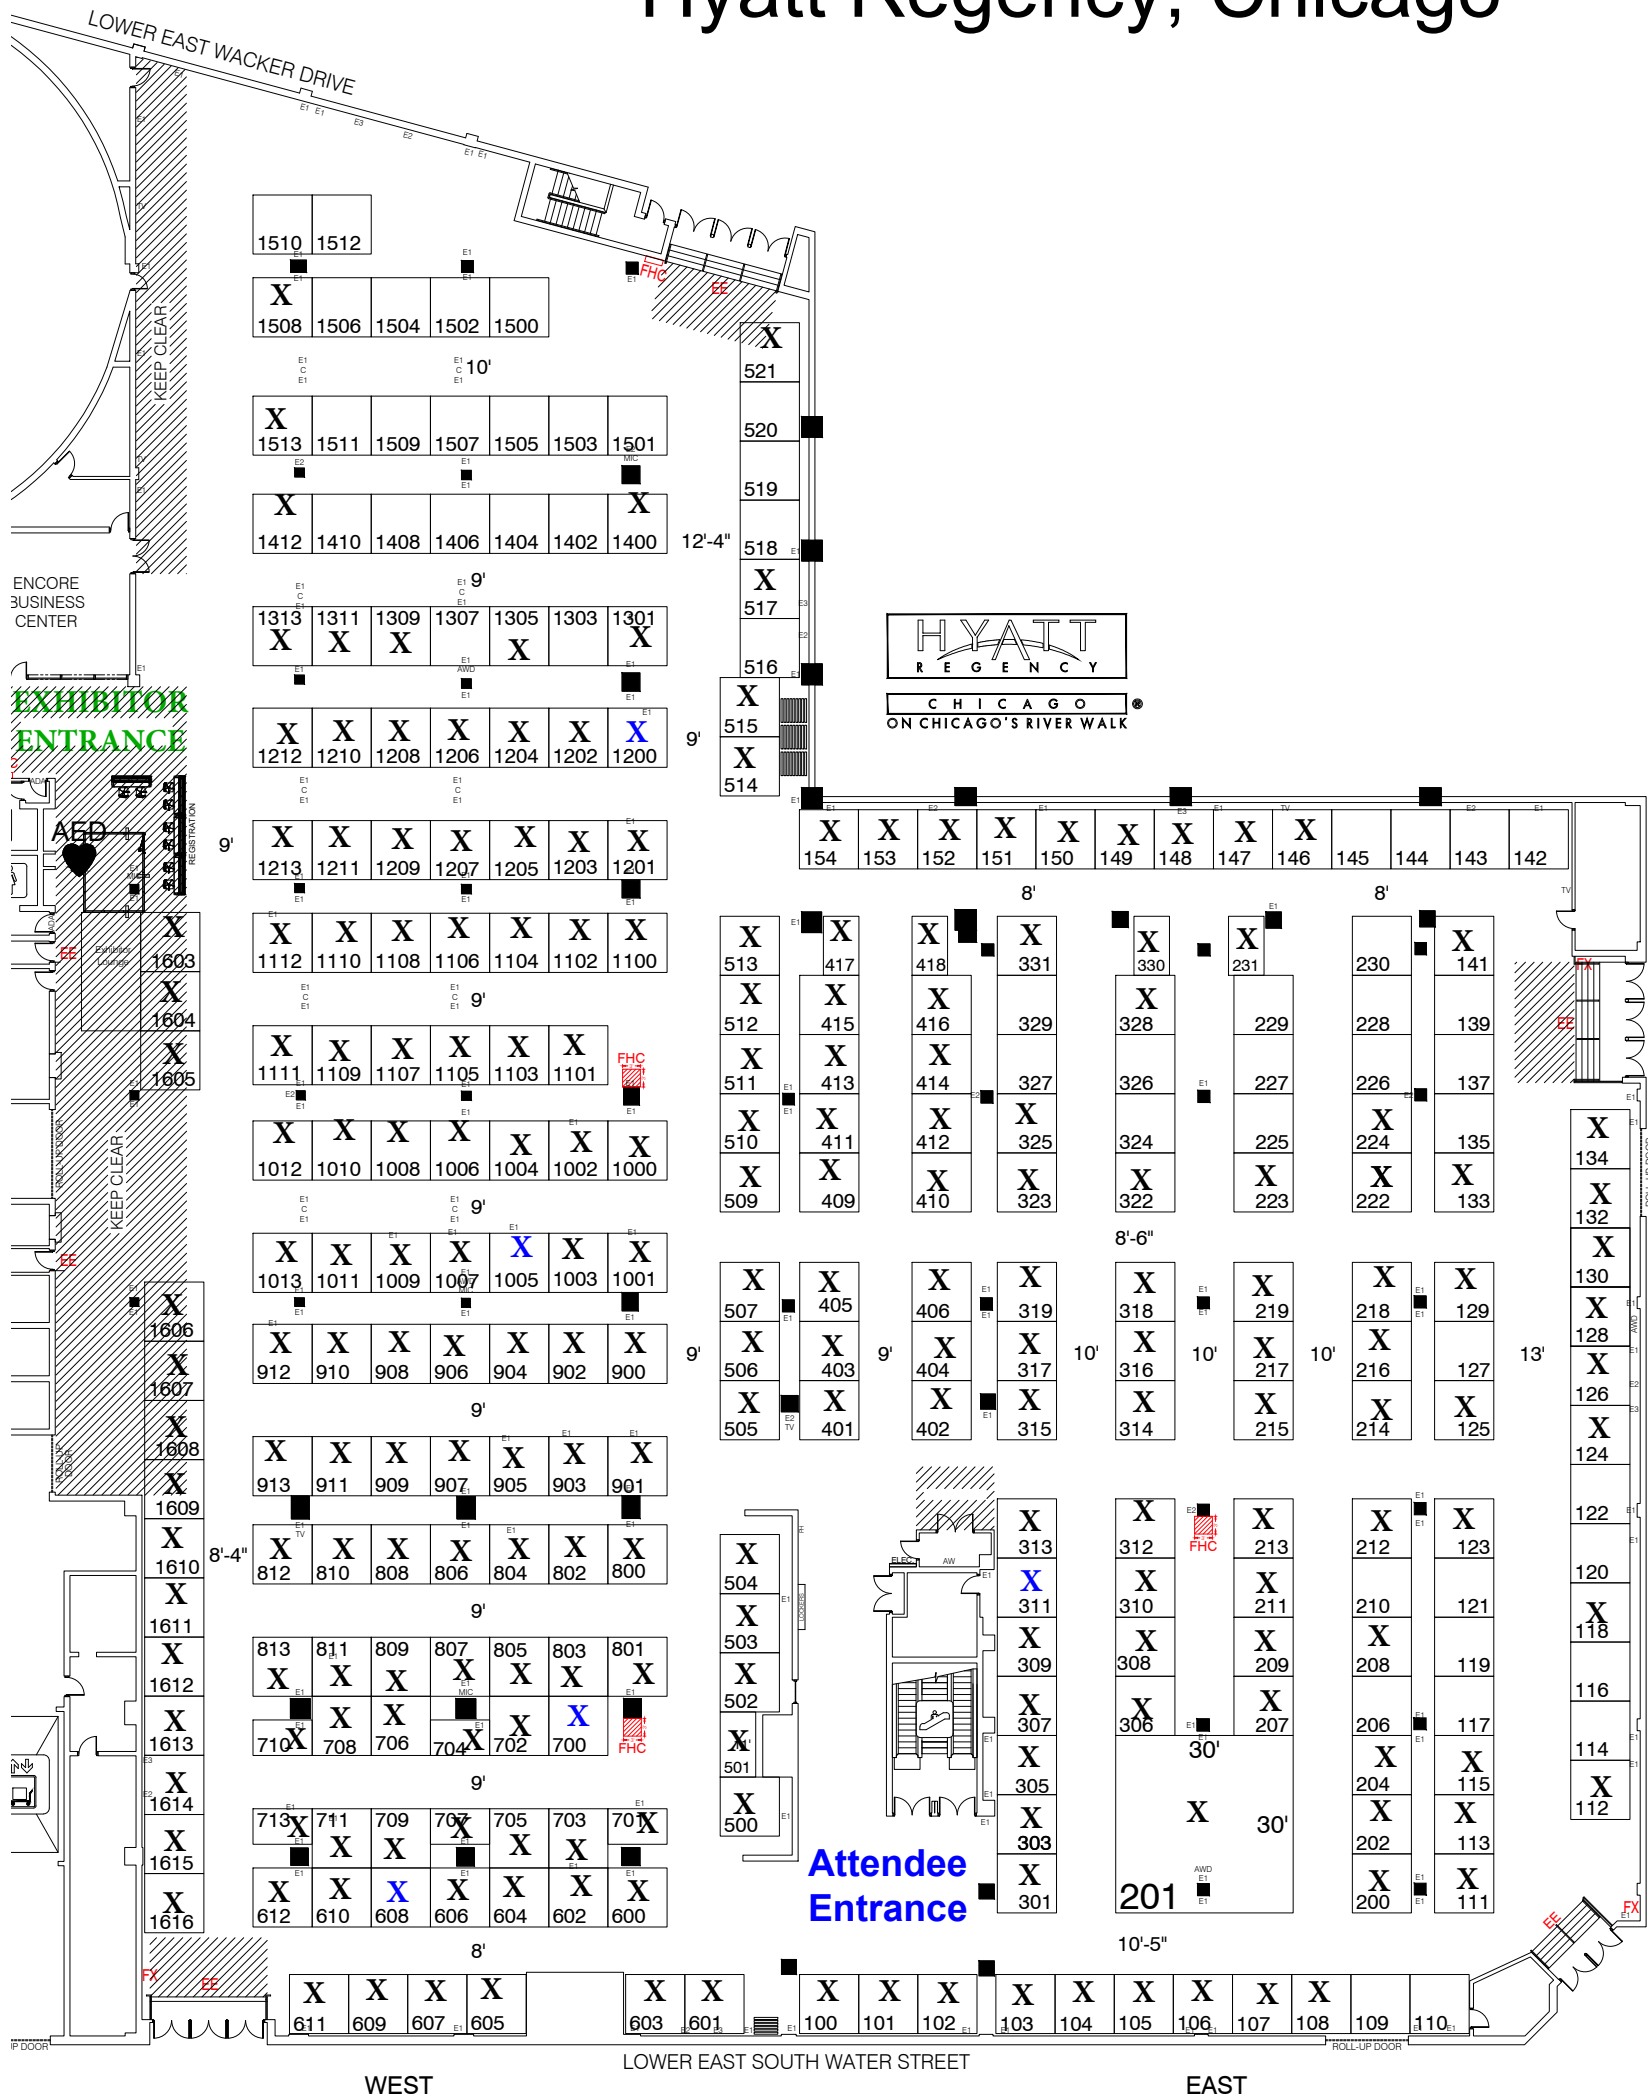 Hyatt Regency, Chicago
LOWER EAST WACKER DRIVE
1510 1512
FHC
EE
X
1508 1506 1504 1502 1500
KEEP CLEAR
10'
X
521
520
519
X
1513 1511 1509 1507 1505 1503 1501
MIC
X X
1412 1410 1408 1406 1404 1402 1400
12'-4"
518
9'
ENCORE
BUSINESS
CENTER
1313 1311 1309 1307 1305 1303 1301
X X X X X
X
517
516
HYATT
REGENCY
CHICAGO ®
ON CHICAGO'S RIVER WALK
EXHIBITOR
ENTRANCE
X X X X X X X
1212 1210 1208 1206 1204 1202 1200
9'
X
515
X
514
AED
REGISTRATION
9'
X X X X X X X
1213 1211 1209 1207 1205 1203 1201
X X X X X X X X X
154 153 152 151 150 149 148 147 146 145 144 143 142
8' 8'
X
1603
Exhibitor
Lounge
X
1604
X
1605
X X X X X X X
1112 1110 1108 1106 1104 1102 1100
9'
X X X X X X X X
513 417 418 331 330 231 230 141
X X X X
512 415 416 329 328 229 228 139
FX
EE
X X X X X X
1111 1109 1107 1105 1103 1101
FHC
X X X
511 413 414 327 326 227 226 137
X X X X X X X
1012 1010 1008 1006 1004 1002 1000
X X X X X
510 411 412 325 324 225 224 135
X
134
KEEP CLEAR
9'
X X X X X X X X
509 409 410 323 322 223 222 133
X
132
8'-6"
EE
X X X X X X X
1013 1011 1009 1007 1005 1003 1001
X
130
X X X X X X X X
507 405 406 319 318 219 218 129
X
128
X
1606
X X X X X X X
912 910 908 906 904 902 900
9' 9' 10' 10' 10' 13'
X X X X X X X
506 403 404 317 316 217 216 127
X
126
X
1607
9'
X X X X X X X X
505 401 402 315 314 215 214 125
X
124
X
1608
X X X X X X X
913 911 909 907 905 903 901
X
1609
122
X X X X X
313 312 213 212 123
FHC
X
1610
8'-4"
X X X X X X X
812 810 808 806 804 802 800
X
504
ELEC. AW
120
X X X
311 310 211 210 121
X
1611
9'
X
503
X
118
X X X X
309 308 209 208 119
X
1612
813 811 809 807 805 803 801
X X X X X X X
X
502
116
X X X
307 306 207 206 117
X
1613
X X X X X X
710 708 706 704 702 700
FHC
X
501
30'
114
X X X
305 204 115
X
1614
9'
X
500
X
112
X X X X
303 30' 202 113
X
1615
713 711 709 707 705 703 701
X X X X X X X
Attendee
Entrance
X X X
301 201 200 111
X
1616
X X X X X X X
612 610 608 606 604 602 600
EE
FX
8'
10'-5"
FX
EE
X X X X X X X X X X X X X X X
611 609 607 605 603 601 100 101 102 103 104 105 106 107 108 109 110
ROLL-UP DOOR
LOWER EAST SOUTH WATER STREET
WEST EAST